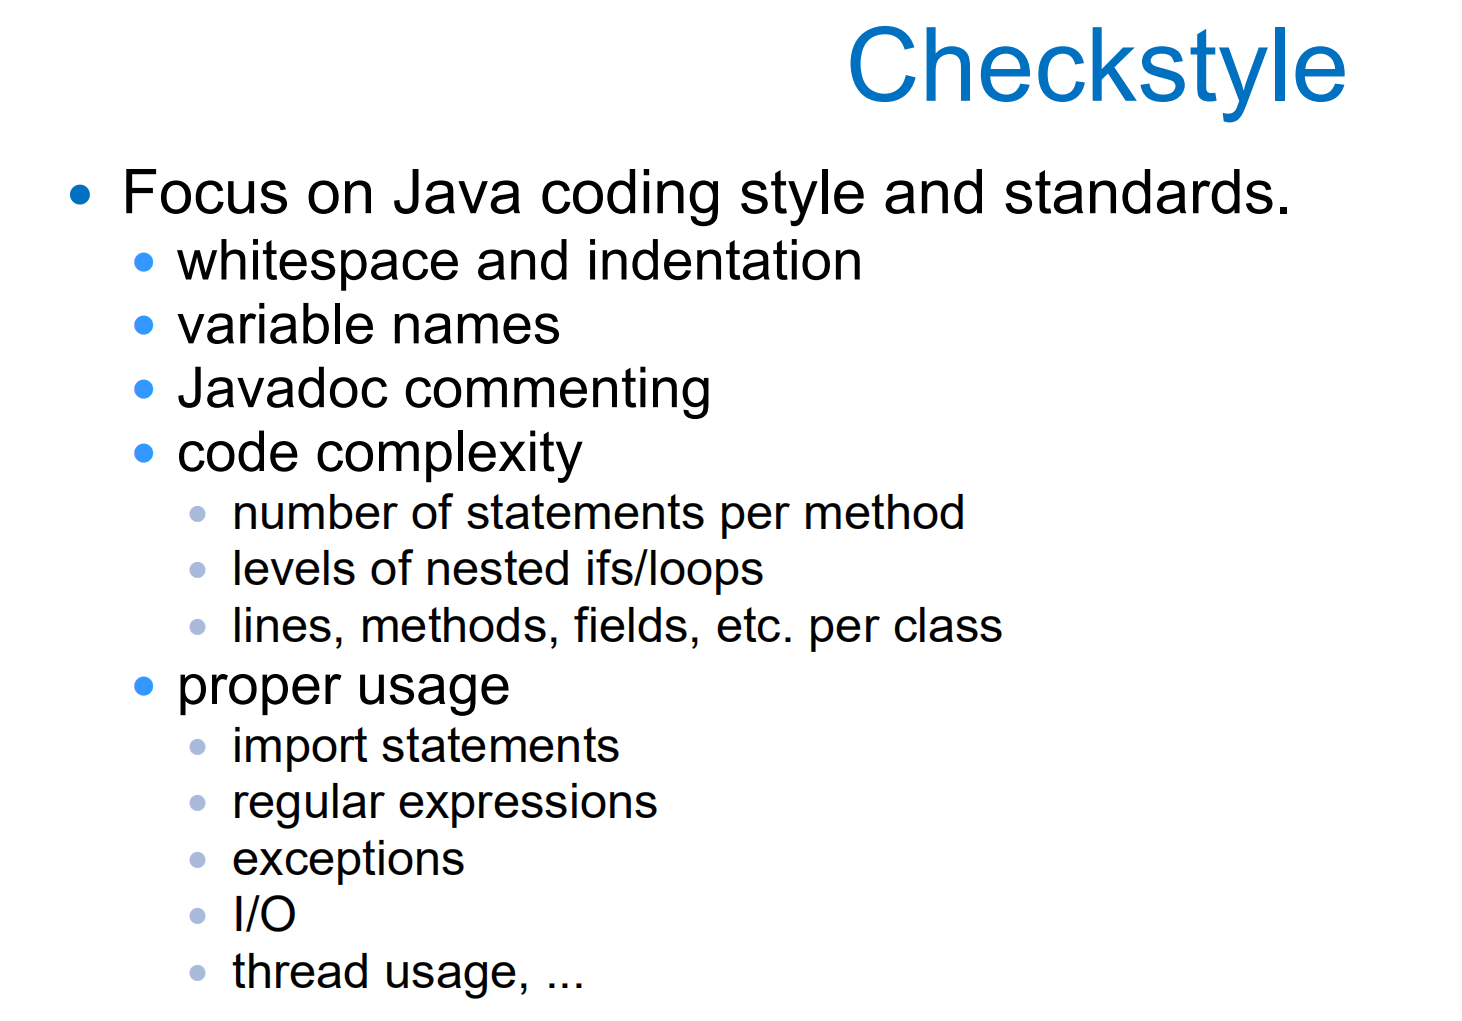 Checkstyle
Focus on Java coding style and standards.
whitespace and indentation
variable names
Javadoc commenting
code complexity
number of statements per method
levels of nested ifs/loops
lines, methods, fields, etc. per class
proper usage
import statements
regular expressions
exceptions
I/O
thread usage, ...